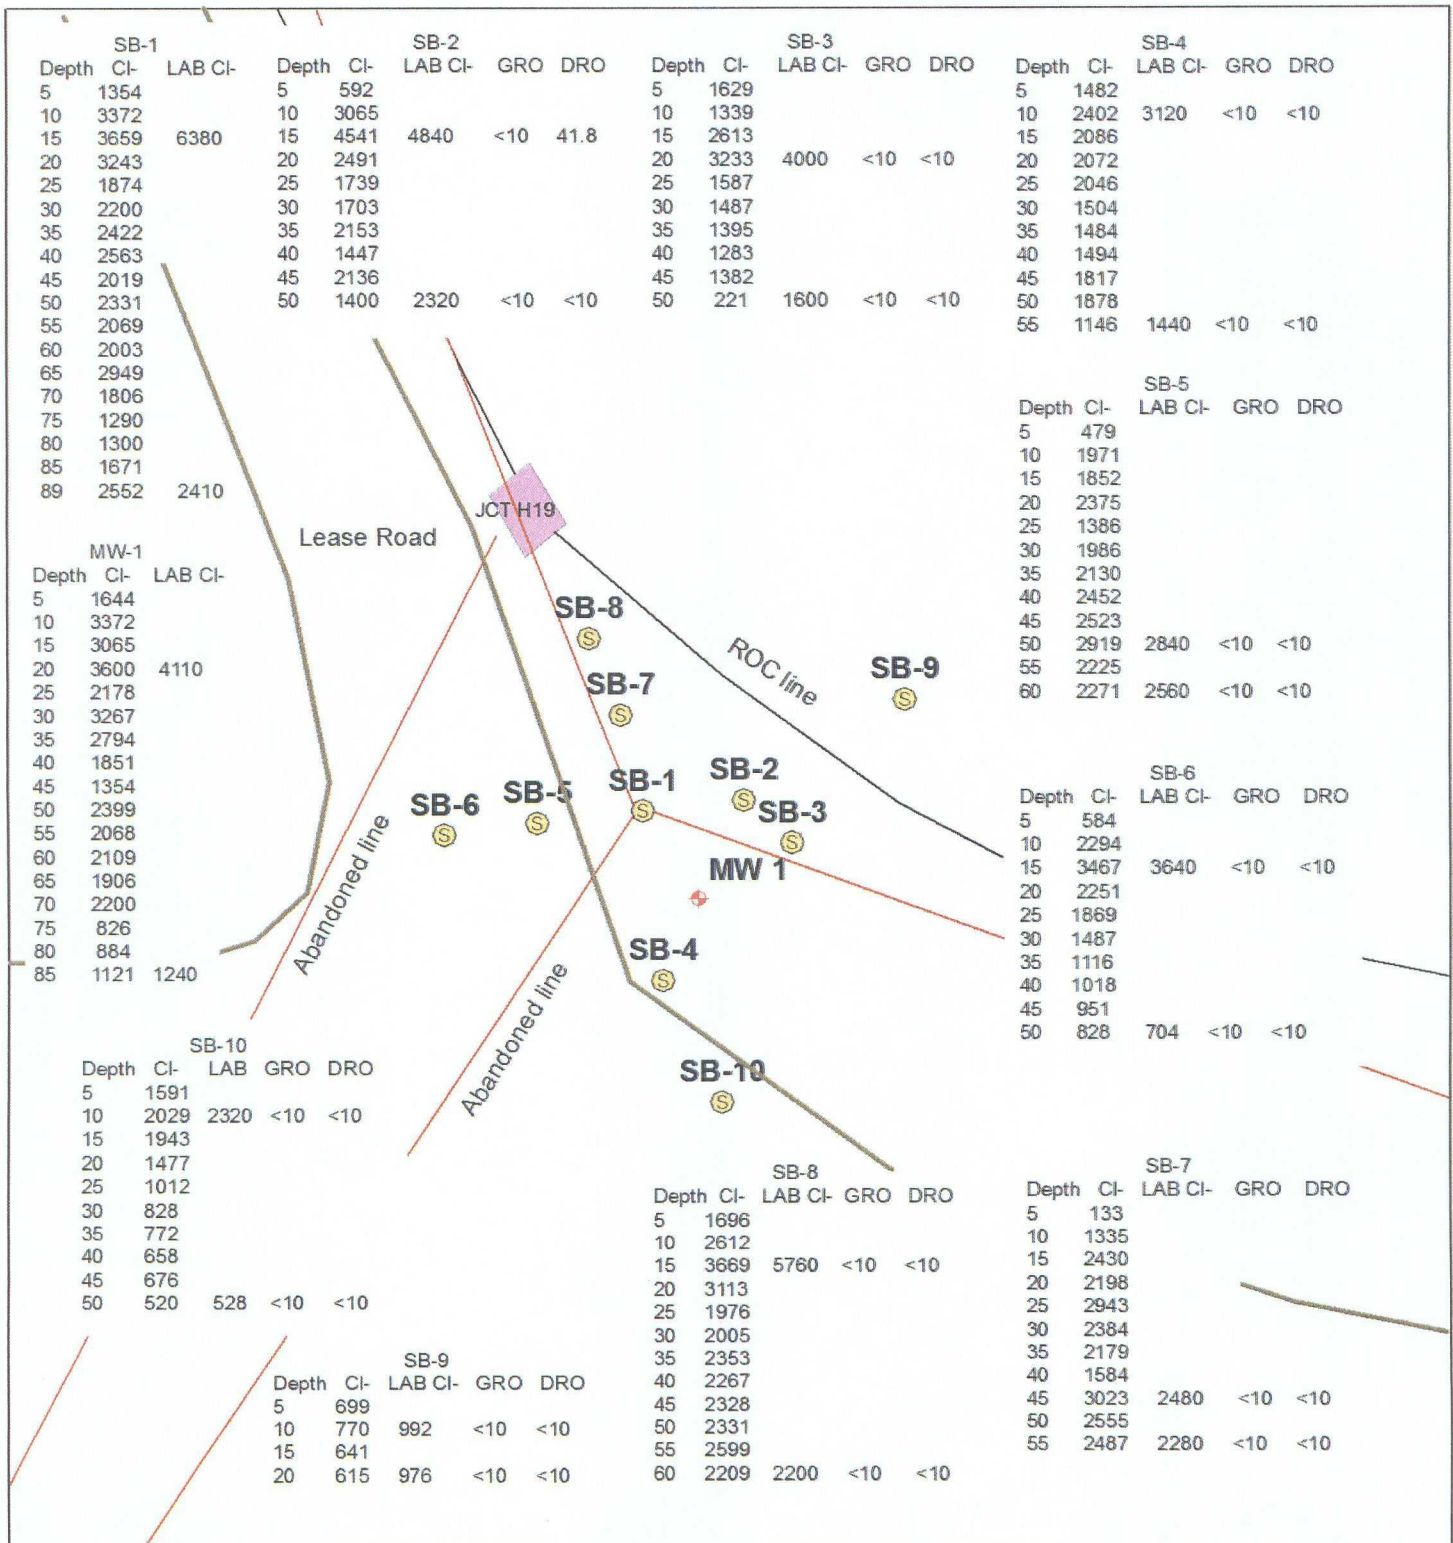 SB-1
Depth Cl- LAB Cl-
5 1354
10 3372
15 3659 6380
20 3243
25 1874
30 2200
35 2422
40 2563
45 2019
50 2331
55 2069
60 2003
65 2949
70 1806
75 1290
80 1300
85 1671
89 2552 2410
SB-2
Depth Cl- LAB Cl- GRO DRO
5 592
10 3065
15 4541 4840 <10 41.8
20 2491
25 1739
30 1703
35 2153
40 1447
45 2136
50 1400 2320 <10 <10
SB-3
Depth Cl- LAB Cl- GRO DRO
5 1629
10 1339
15 2613
20 3233 4000 <10 <10
25 1587
30 1487
35 1395
40 1283
45 1382
50 221 1600 <10 <10
SB-4
Depth Cl- LAB Cl- GRO DRO
5 1482
10 2402 3120 <10 <10
15 2086
20 2072
25 2046
30 1504
35 1484
40 1494
45 1817
50 1878
55 1146 1440 <10 <10
SB-5
Depth Cl- LAB Cl- GRO DRO
5 479
10 1971
15 1852
20 2375
25 1386
30 1986
35 2130
40 2452
45 2523
50 2919 2840 <10 <10
55 2225
60 2271 2560 <10 <10
MW-1
Depth Cl- LAB Cl-
5 1644
10 3372
15 3065
20 3600 4110
25 2178
30 3267
35 2794
40 1851
45 1354
50 2399
55 2068
60 2109
65 1906
70 2200
75 826
80 884
85 1121 1240
JCT H19
Lease Road
SB-8
SB-7
ROC line
SB-9
SB-1
SB-2
SB-5
SB-6
SB-3
MW 1
SB-4
SB-10
Abandoned line
Abandoned line
S
S
S
S
S
S
S
S
S
S
SB-6
Depth Cl- LAB Cl- GRO DRO
5 584
10 2294
15 3467 3640 <10 <10
20 2251
25 1869
30 1487
35 1116
40 1018
45 951
50 828 704 <10 <10
SB-10
Depth Cl- LAB GRO DRO
5 1591
10 2029 2320 <10 <10
15 1943
20 1477
25 1012
30 828
35 772
40 658
45 676
50 520 528 <10 <10
SB-9
Depth Cl- LAB Cl- GRO DRO
5 699
10 770 992 <10 <10
15 641
20 615 976 <10 <10
SB-8
Depth Cl- LAB Cl- GRO DRO
5 1696
10 2612
15 3669 5760 <10 <10
20 3113
25 1976
30 2005
35 2353
40 2267
45 2328
50 2331
55 2599
60 2209 2200 <10 <10
SB-7
Depth Cl- LAB Cl- GRO DRO
5 133
10 1335
15 2430
20 2198
25 2943
30 2384
35 2179
40 1584
45 3023 2480 <10 <10
50 2555
55 2487 2280 <10 <10